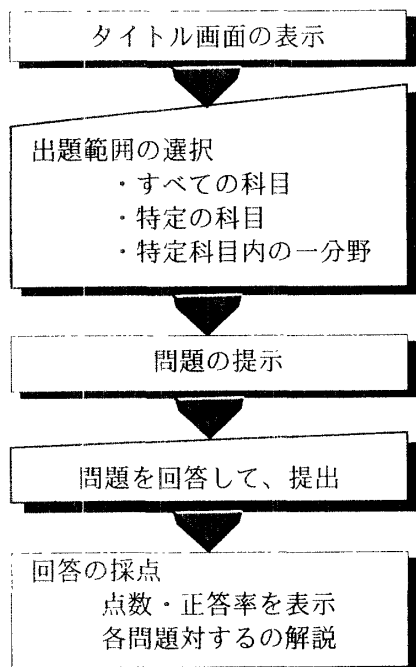 タイトル画面の表示
出題範囲の選択
・すべての科目
・特定の科目
・特定科目内の一分野
問題の提示
問題を回答して、提出
回答の採点
点数・正答率を表示
各問題対するの解説